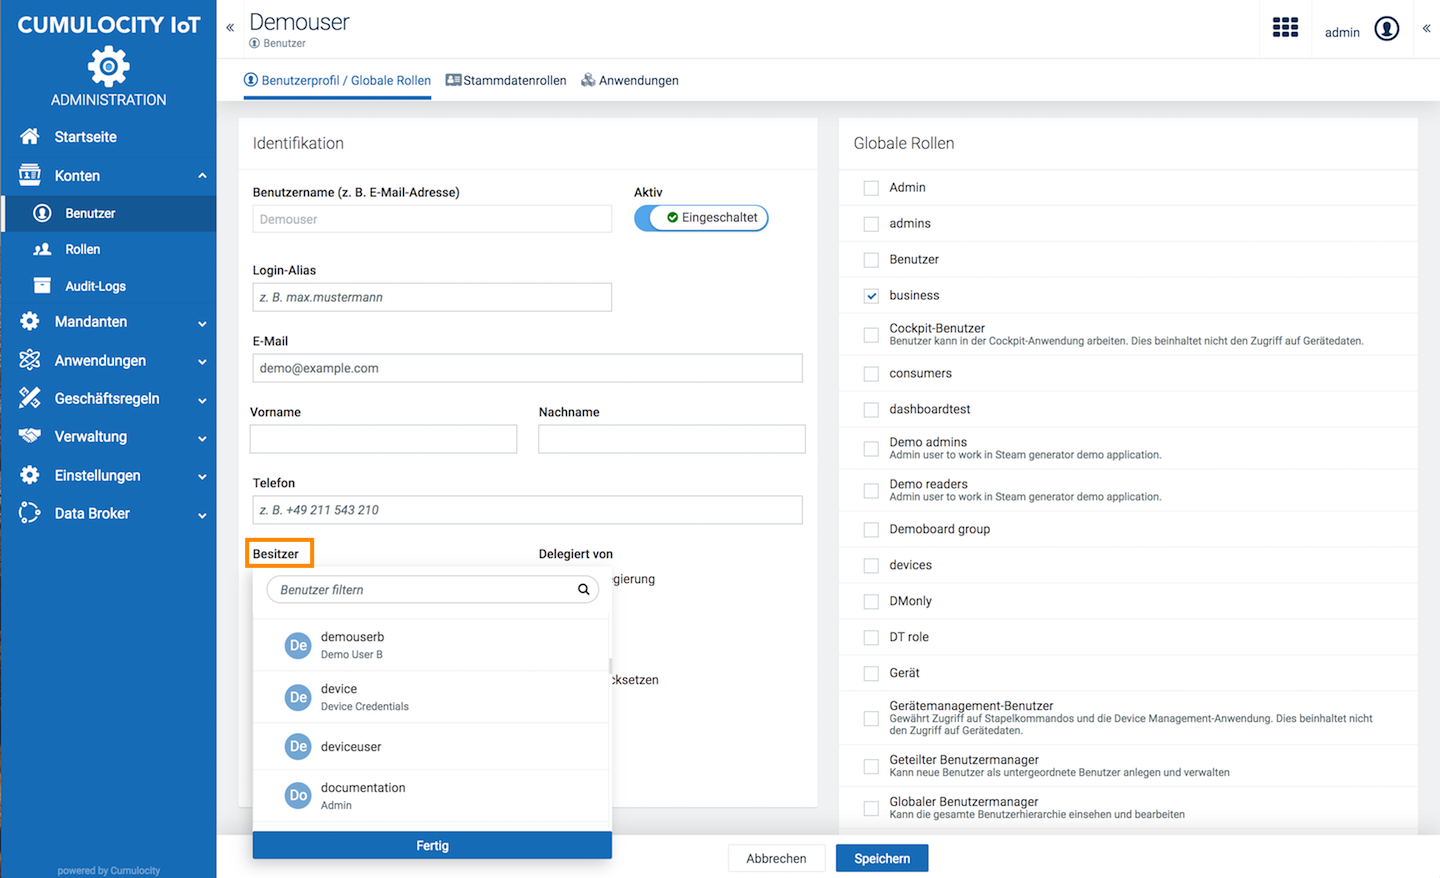 CUMULOCITY IoT
ADMINISTRATION
Startseite
Konten
Benutzer
Rollen
Audit-Logs
Mandanten
Anwendungen
Geschäftsregeln
Verwaltung
Einstellungen
Data Broker
powered by Cumulocity
Demouser
Benutzer
admin
Benutzerprofil / Globale Rollen
Stammdatenrollen
Anwendungen
Identifikation
Benutzername (z. B. E-Mail-Adresse)
Aktiv
Demouser
Eingeschaltet
Login-Alias
z. B. max.mustermann
E-Mail
demo@example.com
Vorname
Nachname
Telefon
z. B. +49 211 543 210
Besitzer
Delegiert von
Benutzer filtern
gierung
De
demouserb
Demo User B
De
device
Device Credentials
cksetzen
De
deviceuser
Do
documentation
Admin
Fertig
Globale Rollen
Admin
admins
Benutzer
business
Cockpit-Benutzer
Benutzer kann in der Cockpit-Anwendung arbeiten. Dies beinhaltet nicht den Zugriff auf Gerätedaten.
consumers
dashboardtest
Demo admins
Admin user to work in Steam generator demo application.
Demo readers
Admin user to work in Steam generator demo application.
Demoboard group
devices
DMonly
DT role
Gerät
Gerätemanagement-Benutzer
Gewährt Zugriff auf Stapelkommandos und die Device Management-Anwendung. Dies beinhaltet nicht
den Zugriff auf Gerätedaten.
Geteilter Benutzermanager
Kann neue Benutzer als untergeordnete Benutzer anlegen und verwalten
Globaler Benutzermanager
Kann die gesamte Benutzerhierarchie einsehen und bearbeiten
Abbrechen
Speichern